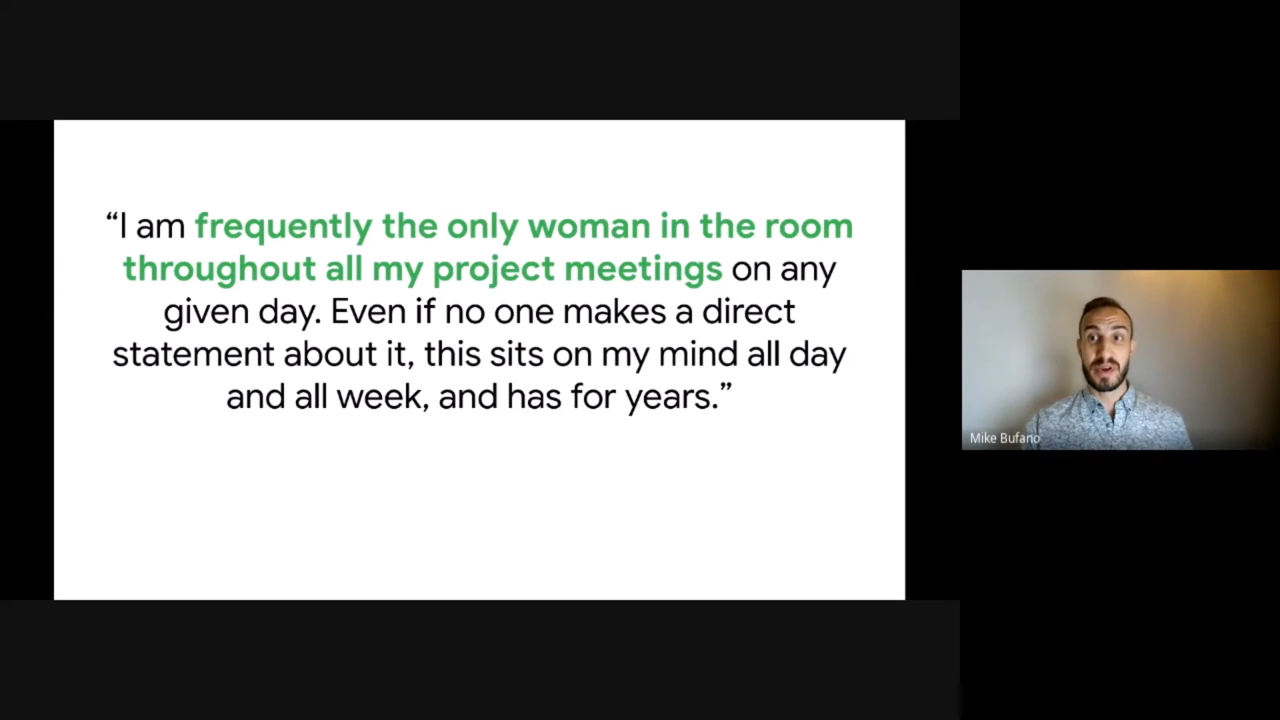 “I am frequently the only woman in the room
throughout all my project meetings on any
given day. Even if no one makes a direct
statement about it, this sits on my mind all day
and all week, and has for years.”
Mike Bufano